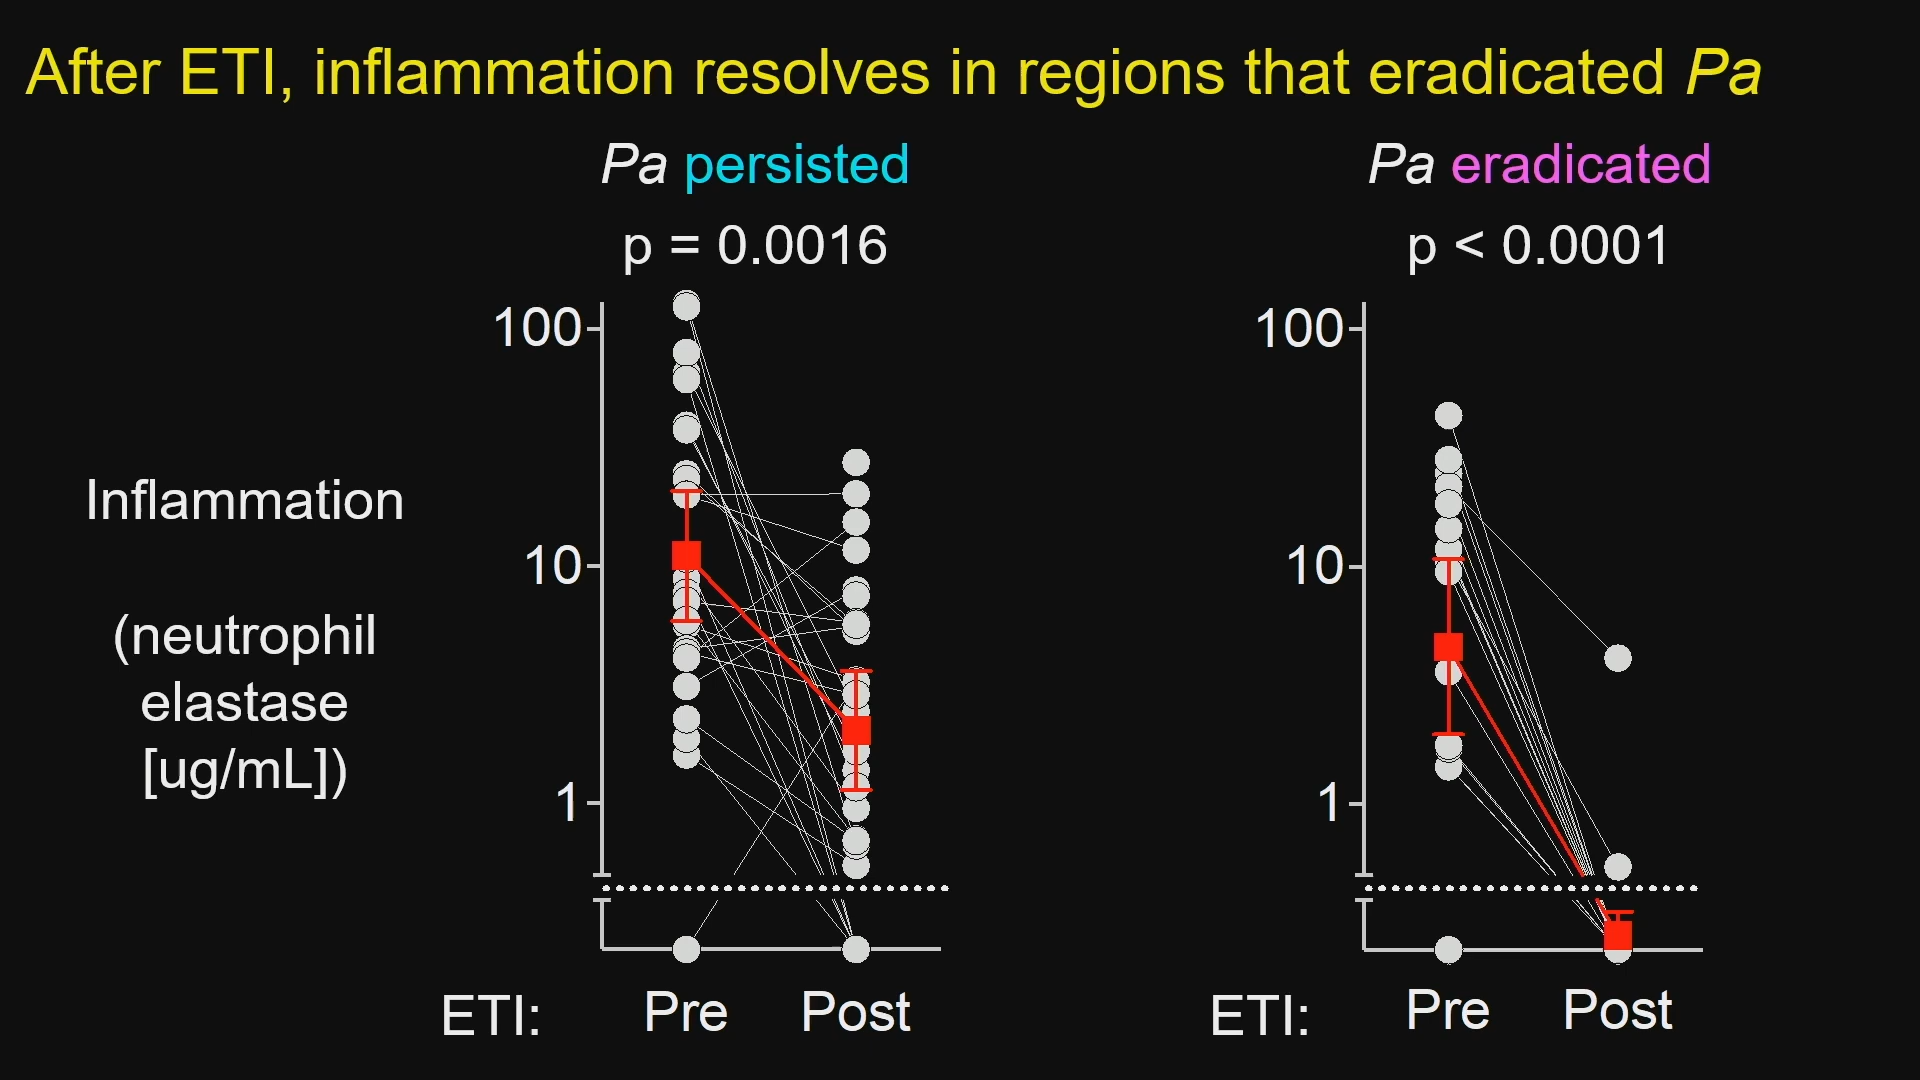 After ETI, inflammation resolves in regions that eradicated Pa
Pa persisted
p = 0.0016
100
10
1
Pa eradicated
p < 0.0001
100
10
1
Inflammation
(neutrophil
elastase
[ug/mL])
ETI:
Pre
Post
ETI:
Pre
Post